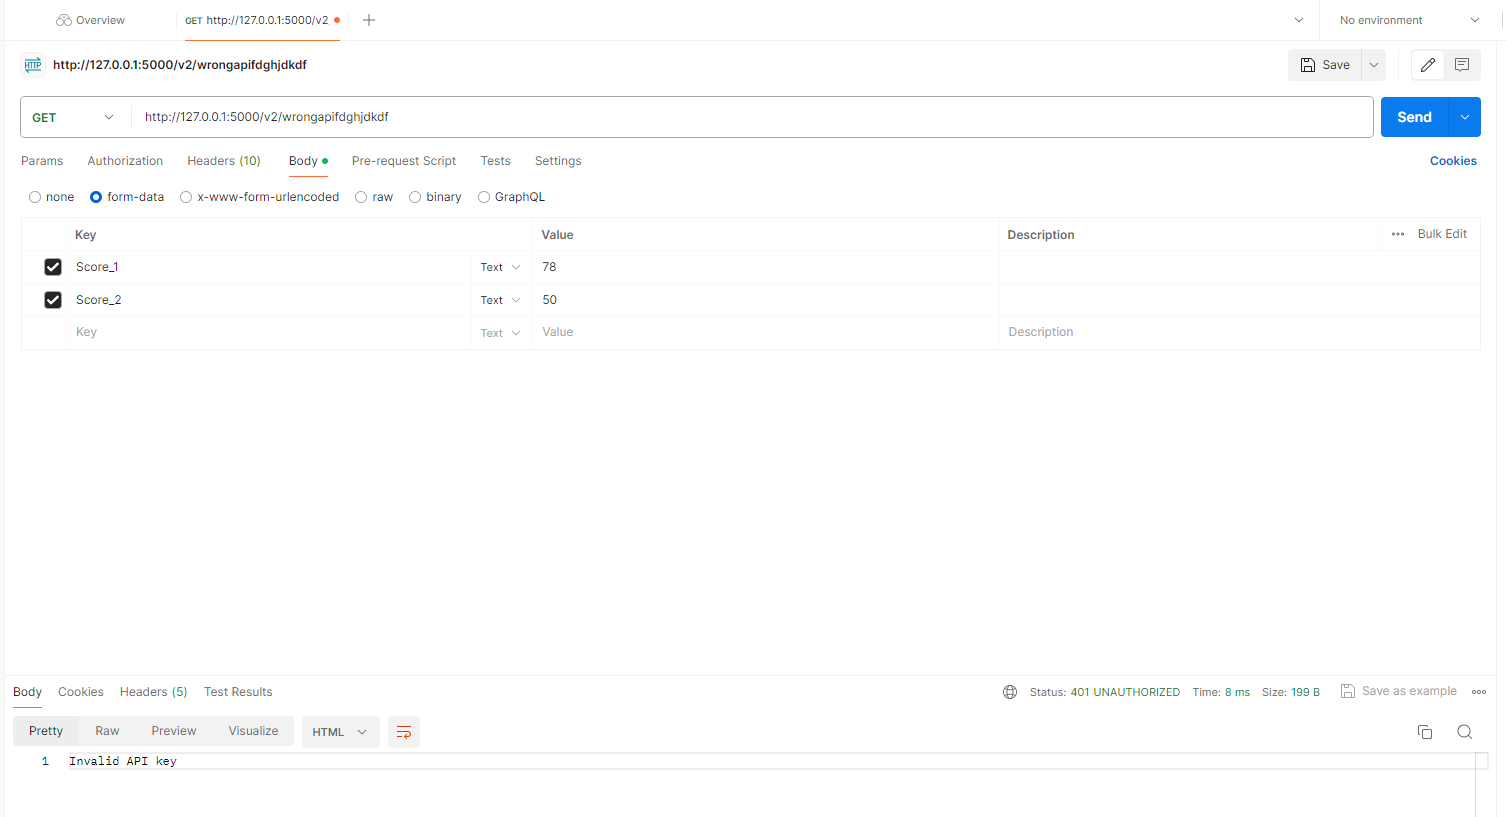 Overview
GET http://127.0.0.1:5000/v2
No environment
HTTP http://127.0.0.1:5000/v2/wrongapifdghjdkdf
Save
GET http://127.0.0.1:5000/v2/wrongapifdghjdkdf
Send
Params Authorization Headers (10) Body Pre-request Script Tests Settings Cookies
none form-data x-www-form-urlencoded raw binary GraphQL
Key Value Description Bulk Edit
Score_1 Text 78
Score_2 Text 50
Key Text Value Description
Body Cookies Headers (5) Test Results Status: 401 UNAUTHORIZED Time: 8 ms Size: 199 B Save as example
Pretty Raw Preview Visualize HTML
1 Invalid API key